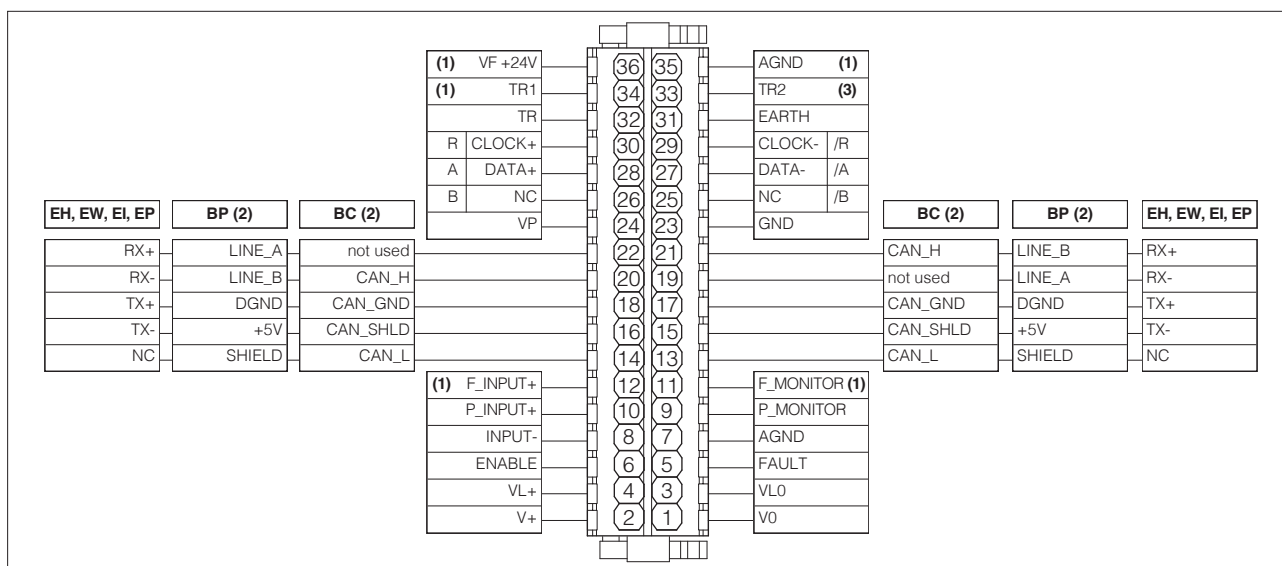 (1) VF +24V 36 35 AGND (1)
(1) TR1 34 33 TR2 (3)
TR 32 31 EARTH
R CLOCK+ 30 29 CLOCK- /R
A DATA+ 28 27 DATA- /A
B NC 26 25 NC /B
VP 24 23 GND
EH, EW, EI, EP BP (2) BC (2) BC (2) BP (2) EH, EW, EI, EP
RX+ LINE_A not used 22 21 CAN_H LINE_B RX+
RX- LINE_B CAN_H 20 19 not used LINE_A RX-
TX+ DGND CAN_GND 18 17 CAN_GND DGND TX+
TX- +5V CAN_SHLD 16 15 CAN_SHLD +5V TX-
NC SHIELD CAN_L 14 13 CAN_L SHIELD NC
(1) F_INPUT+ 12 11 F_MONITOR (1)
P_INPUT+ 10 9 P_MONITOR
INPUT- 8 7 AGND
ENABLE 6 5 FAULT
VL+ 4 3 VL0
V+ 2 1 V0